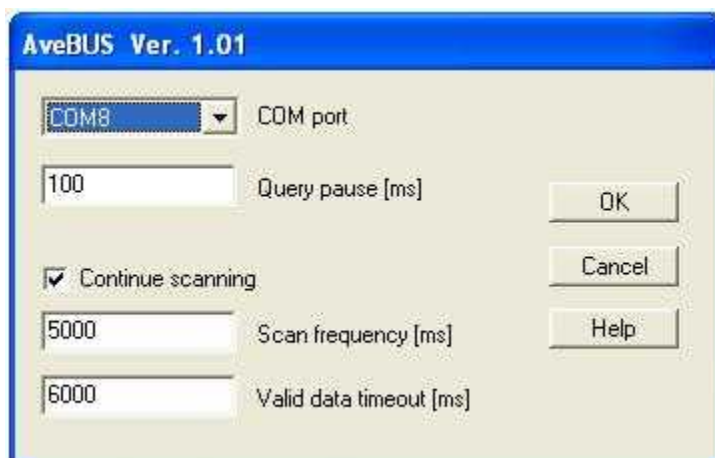 AveBUS Ver. 1.01
COM8 COM port
100 Query pause [ms]
OK
Continue scanning
Cancel
5000 Scan frequency [ms]
Help
6000 Valid data timeout [ms]